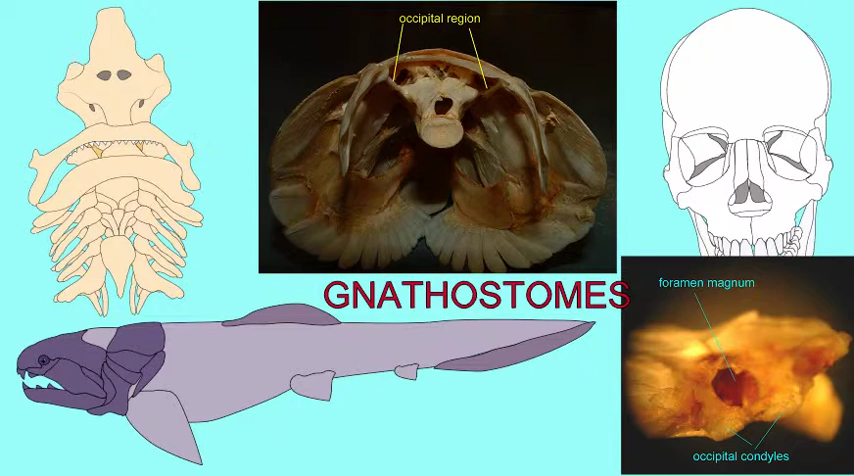 occipital region
GNATHOSTOMES
foramen magnum
occipital condyles